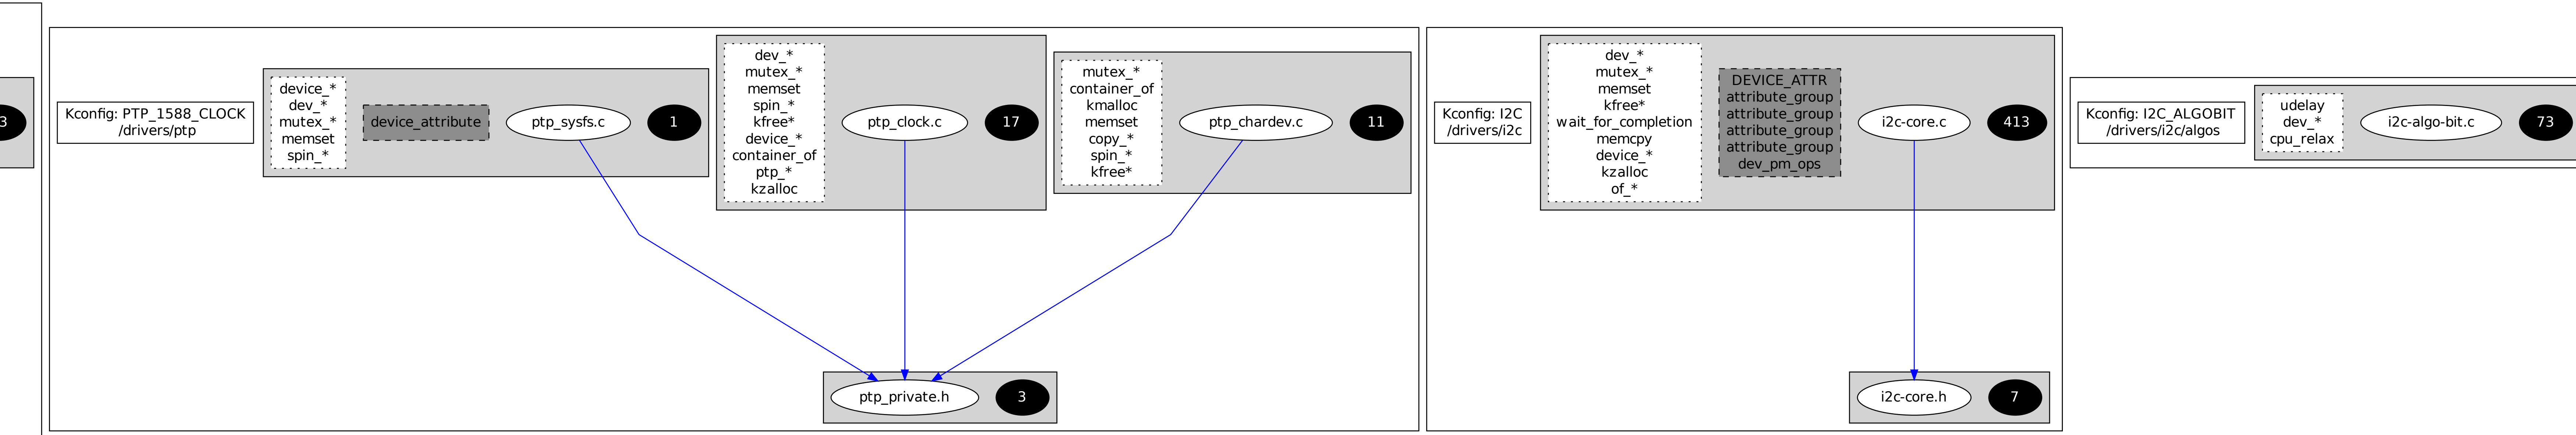 3
Kconfig: PTP_1588_CLOCK
/drivers/ptp
device_*
dev_*
mutex_*
memset
spin_*
device_attribute
ptp_sysfs.c
1
dev_*
mutex_*
memset
spin_*
kfree*
device_*
container_of
ptp_*
kzalloc
ptp_clock.c
17
mutex_*
container_of
kmalloc
memset
copy_*
spin_*
kfree*
ptp_chardev.c
11
ptp_private.h
3
Kconfig: I2C
/drivers/i2c
dev_*
mutex_*
memset
kfree*
wait_for_completion
memcpy
device_*
kzalloc
of_*
DEVICE_ATTR
attribute_group
attribute_group
attribute_group
attribute_group
dev_pm_ops
i2c-core.c
413
i2c-core.h
7
Kconfig: I2C_ALGOBIT
/drivers/i2c/algos
udelay
dev_*
cpu_relax
i2c-algo-bit.c
73